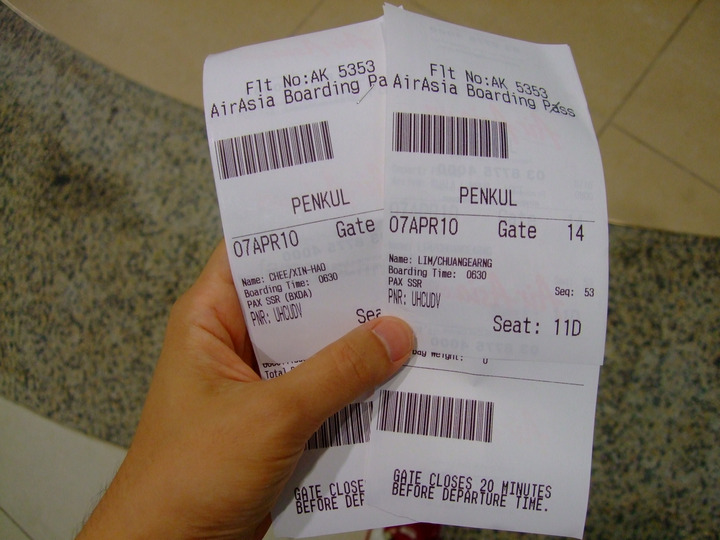 Flt No:AK 5353
AirAsia Boarding Pa
PENKUL
07APR10 Gate
Name: CHEE/XIN-HAO
Boarding Time: 0630
PAX SSR (BXDA)
PNR: UHCUDV
Sea
GATE CLOSE
BEFORE DEF
Flt No:AK 5353
AirAsia Boarding Pass
PENKUL
07APR10 Gate 14
Name: LIM/CHUANGEARNG
Boarding Time: 0630
PAX SSR Seq: 53
PNR: UHCUDV
Seat: 11D
GATE CLOSES 20 MINUTES
BEFORE DEPARTURE TIME.